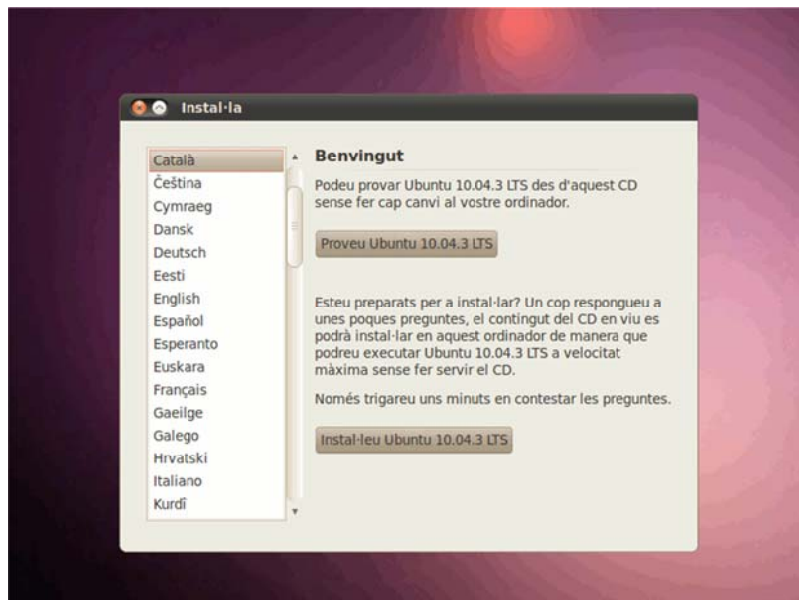 Instal·la
Català
Čeština
Cymraeg
Dansk
Deutsch
Eesti
English
Español
Esperanto
Euskara
Français
Gaeilge
Galego
Hrvatski
Italiano
Kurdî
Benvingut
Podeu provar Ubuntu 10.04.3 LTS des d'aquest CD
sense fer cap canvi al vostre ordinador.
Proveu Ubuntu 10.04.3 LTS
Esteu preparats per a instal·lar? Un cop respongueu a
unes poques preguntes, el contingut del CD en viu es
podrà instal·lar en aquest ordinador de manera que
podreu executar Ubuntu 10.04.3 LTS a velocitat
màxima sense fer servir el CD.
Només trigareu uns minuts en contestar les preguntes.
Instal·leu Ubuntu 10.04.3 LTS